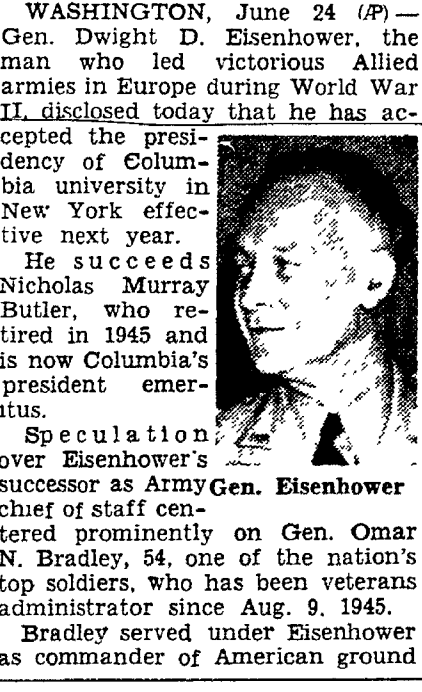 WASHINGTON, June 24 (AP) —
Gen. Dwight D. Eisenhower, the
man who led victorious Allied
armies in Europe during World War
II, disclosed today that he has ac-
cepted the presi-
dency of Colum-
bia university in
New York effec-
tive next year.
He succeeds
Nicholas Murray
Butler, who re-
tired in 1945 and
is now Columbia's
president emer-
itus.
Speculation
over Eisenhower's
successor as Army
chief of staff cen-
tered prominently on Gen. Omar
N. Bradley, 54, one of the nation's
top soldiers, who has been veterans
administrator since Aug. 9, 1945.
Bradley served under Eisenhower
as commander of American ground
Gen. Eisenhower